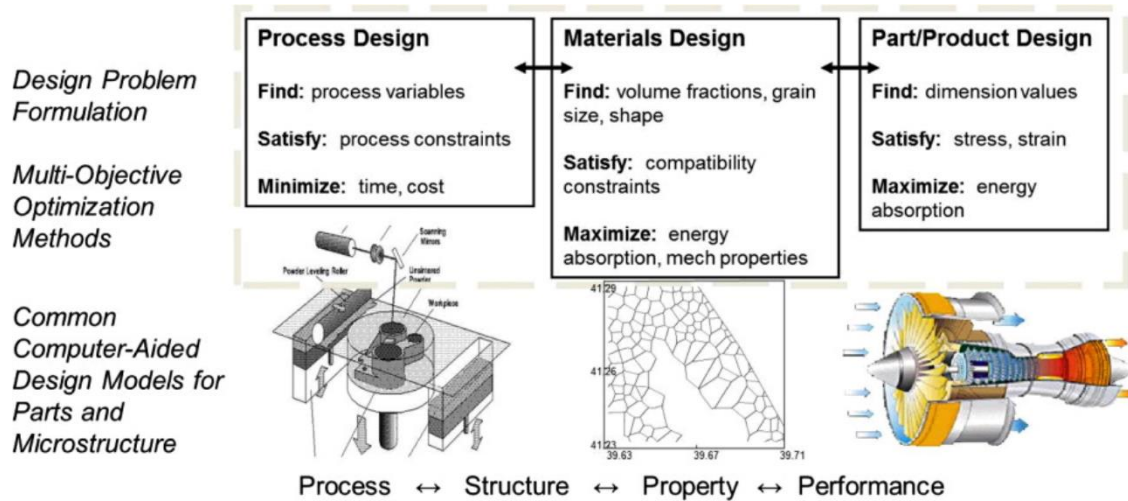 Design Problem
Formulation
Multi-Objective
Optimization
Methods
Common
Computer-Aided
Design Models for
Parts and
Microstructure
Process Design
Find: process variables
Satisfy: process constraints
Minimize: time, cost
Materials Design
Find: volume fractions, grain
size, shape
Satisfy: compatibility
constraints
Maximize: energy
absorption, mech properties
Part/Product Design
Find: dimension values
Satisfy: stress, strain
Maximize: energy
absorption
Scanning
Mirrors
Powder Leveling Roller
Unsintered
Powder
Workpiece
41.29
41.26
41.23
39.63
39.67
39.71
Process ↔ Structure ↔ Property ↔ Performance